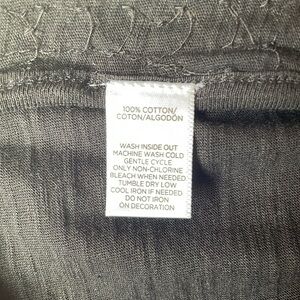 100% COTTON/
COTON/ALGODÓN
WASH INSIDE OUT
MACHINE WASH COLD
GENTLE CYCLE
ONLY NON-CHLORINE
BLEACH WHEN NEEDED
TUMBLE DRY LOW
COOL IRON IF NEEDED
DO NOT IRON
ON DECORATION